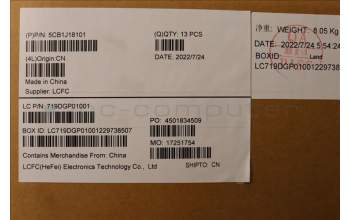 (P)P/N: 5CB1J18101
(Q)QTY: 13 PCS
(4L)Origin:CN
DATE: 2022/7/24
Made in China
Supplier: LCFC
净重: WEIGHT: 8.05 Kg
DATE: 2022/7/24 5:54:24
BOXID
Land
LC719DGP01001229738507
LC P/N: 719DGP01001
PO: 4501834509
BOX ID: LC719DGP01001229738507
MO: 17251754
Contains Merchandise From: China
SHIPTO: CN
LCFC(HeFei) Electronics Technology Co., Ltd